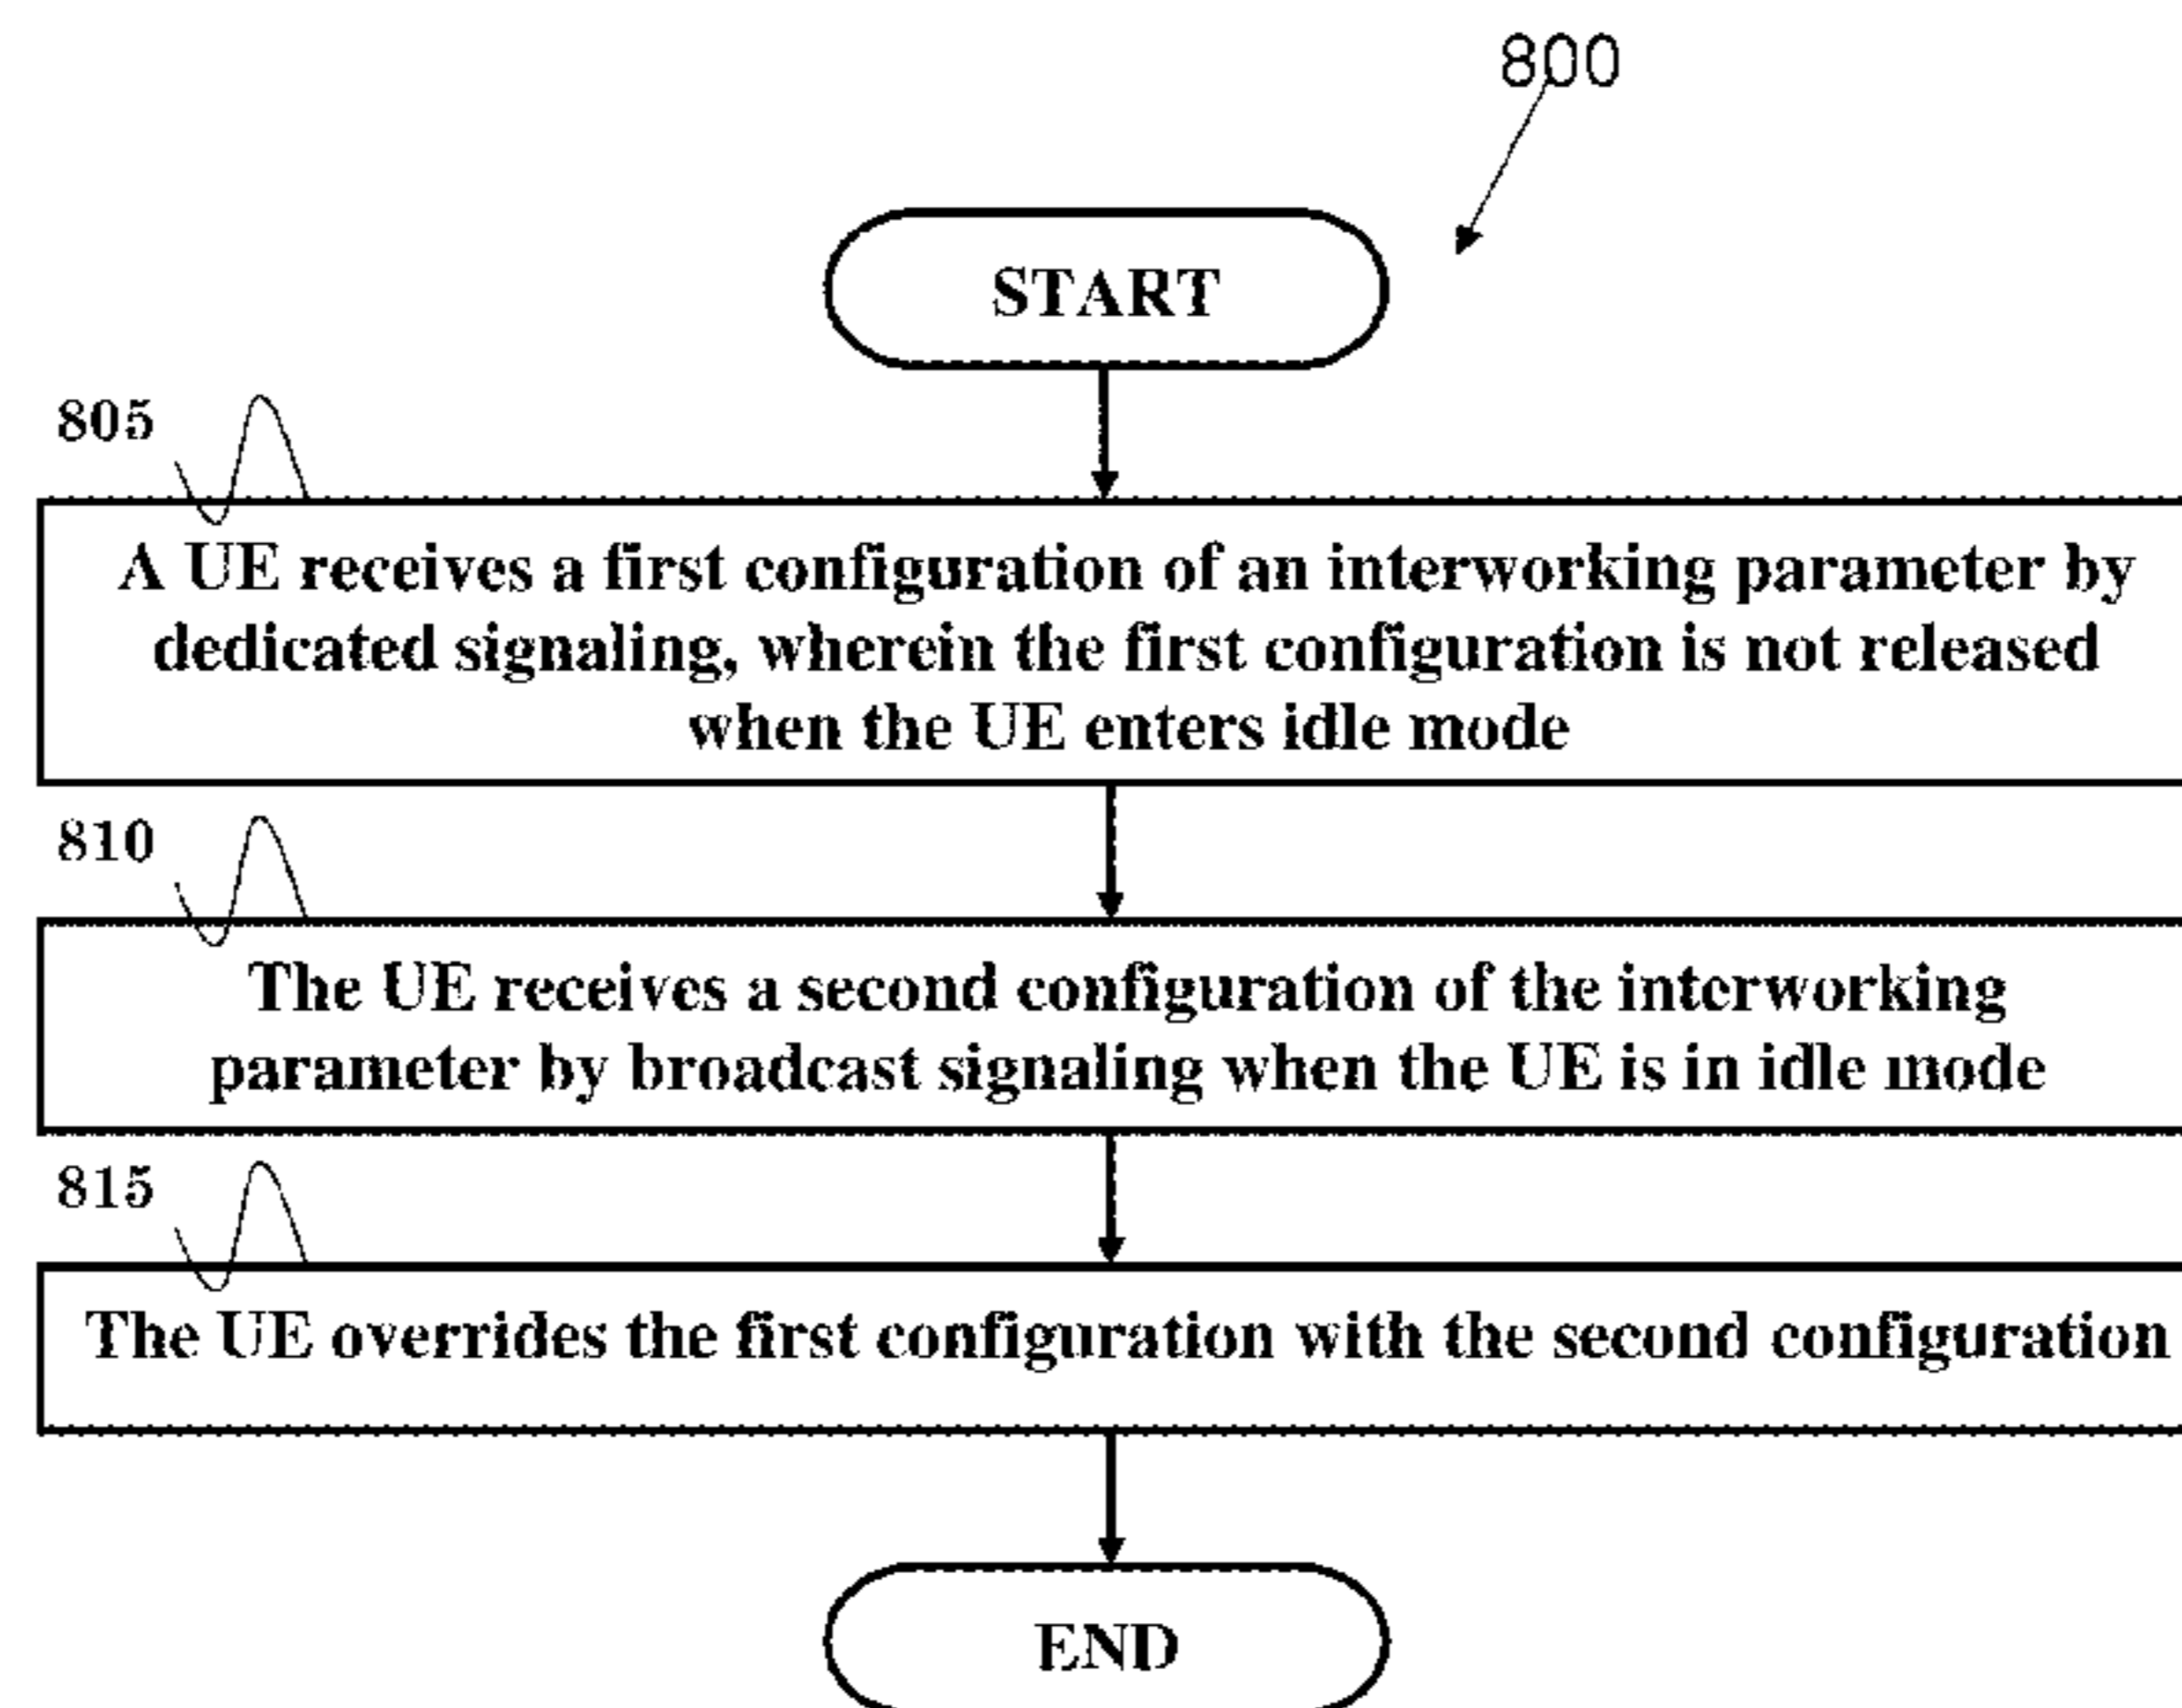 800
START
805
A UE receives a first configuration of an interworking parameter by
dedicated signaling, wherein the first configuration is not released
when the UE enters idle mode
810
The UE receives a second configuration of the interworking
parameter by broadcast signaling when the UE is in idle mode
815
The UE overrides the first configuration with the second configuration
END